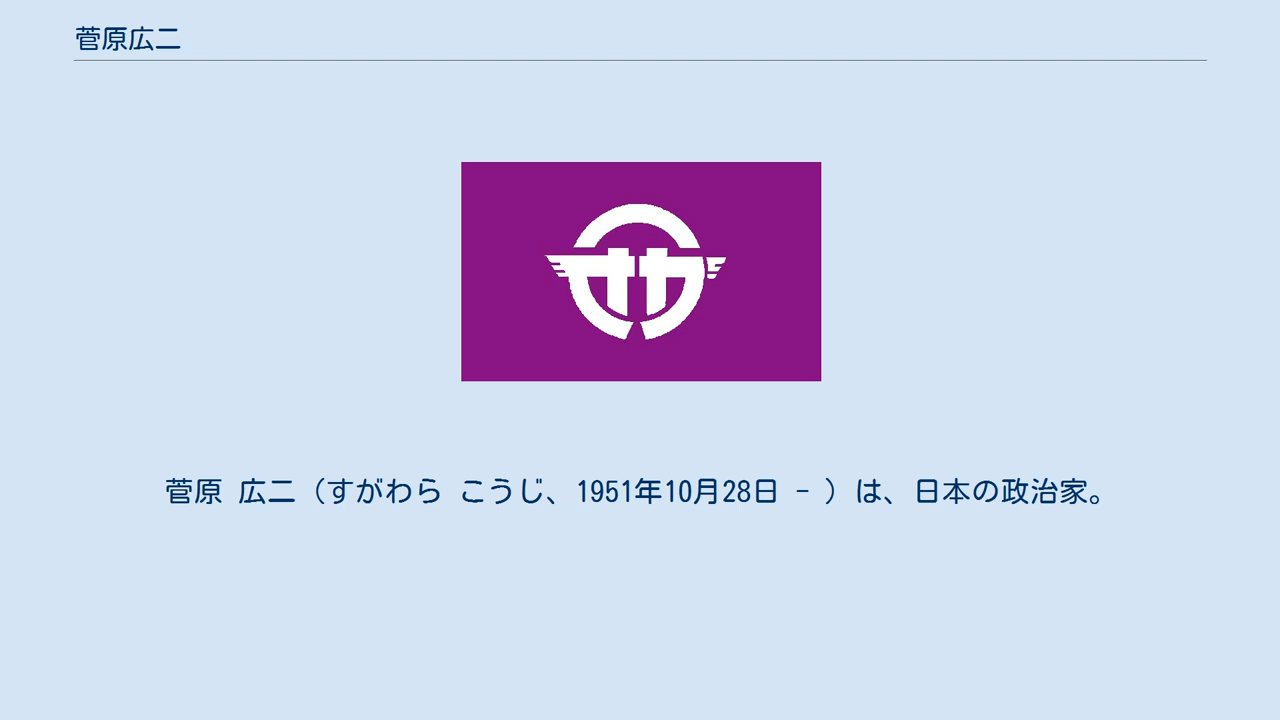 菅原広二
菅原 広二（すがわら こうじ、1951年10月28日 - ）は、日本の政治家。